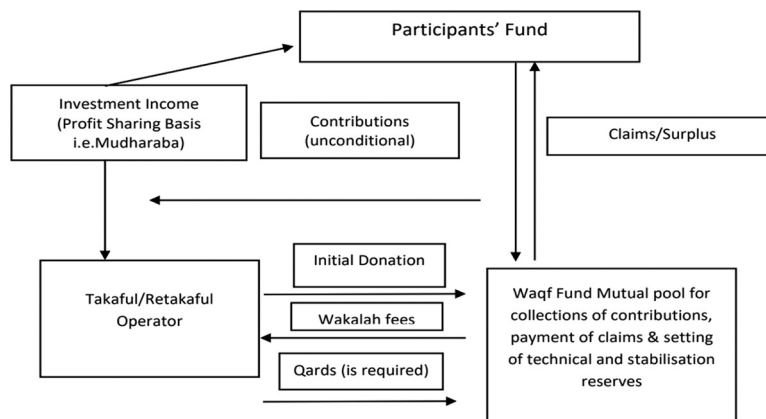 Participants' Fund
Investment Income
(Profit Sharing Basis
i.e.Mudharaba)
Contributions
(unconditional)
Claims/Surplus
Takaful/Retakaful
Operator
Initial Donation
Wakalah fees
Qards (is required)
Waqf Fund Mutual pool for
collections of contributions,
payment of claims & setting
of technical and stabilisation
reserves